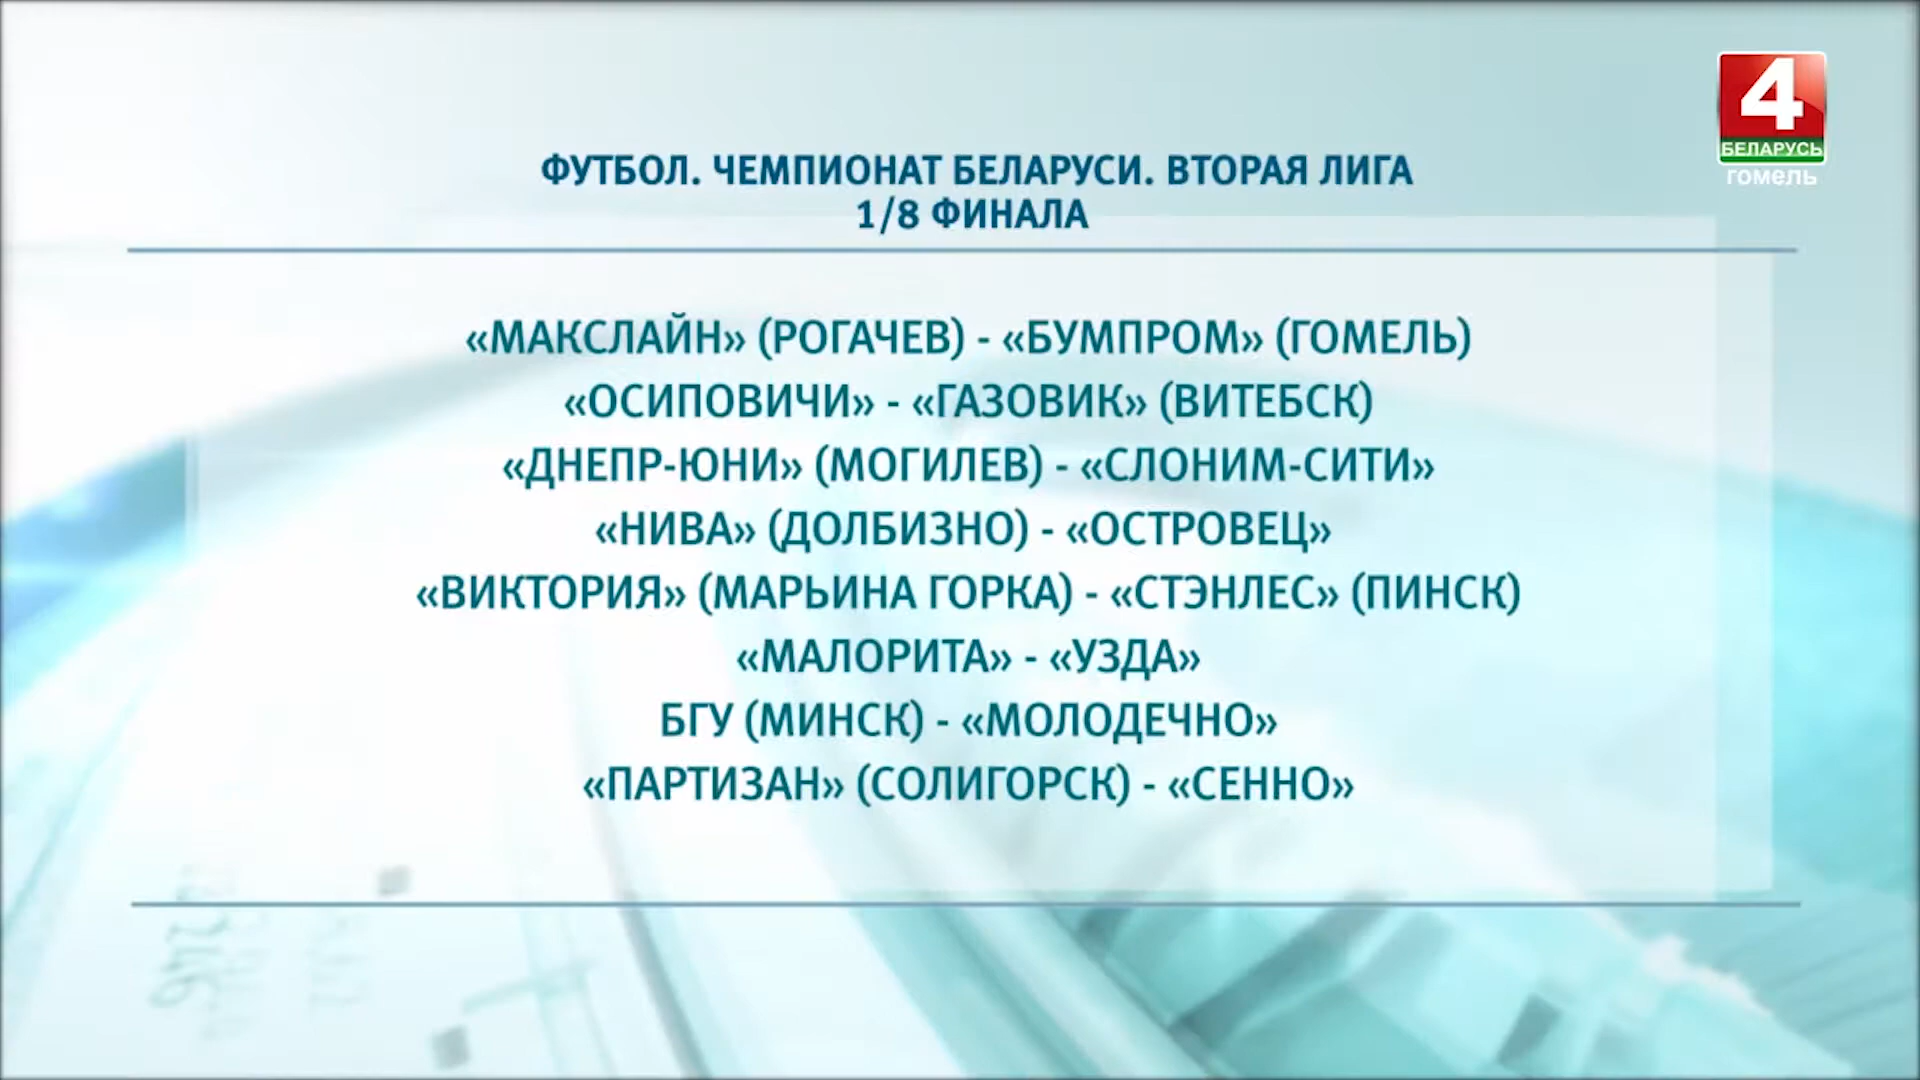 4
БЕЛАРУСЬ
гомель
ФУТБОЛ. ЧЕМПИОНАТ БЕЛАРУСИ. ВТОРАЯ ЛИГА
1/8 ФИНАЛА
«МАКСЛАЙН» (РОГАЧЕВ) - «БУМПРОМ» (ГОМЕЛЬ)
«ОСИПОВИЧИ» - «ГАЗОВИК» (ВИТЕБСК)
«ДНЕПР-ЮНИ» (МОГИЛЕВ) - «СЛОНИМ-СИТИ»
«НИВА» (ДОЛБИЗНО) - «ОСТРОВЕЦ»
«ВИКТОРИЯ» (МАРЬИНА ГОРКА) - «СТЭНЛЕС» (ПИНСК)
«МАЛОРИТА» - «УЗДА»
БГУ (МИНСК) - «МОЛОДЕЧНО»
«ПАРТИЗАН» (СОЛИГОРСК) - «СЕННО»